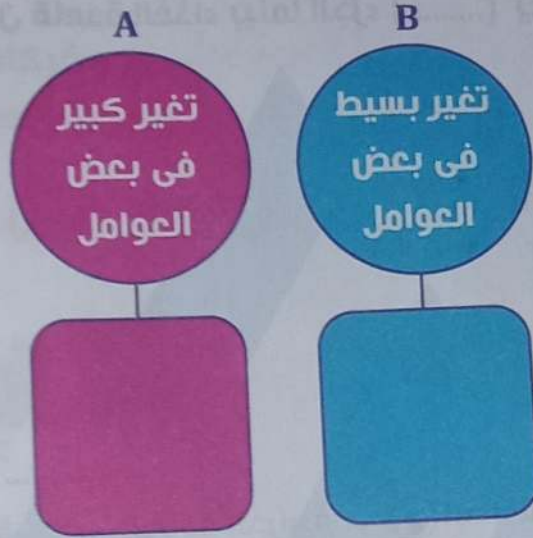 A
تغير كبير
فى بعض
العوامل
B
تغير بسيط
فى بعض
العوامل